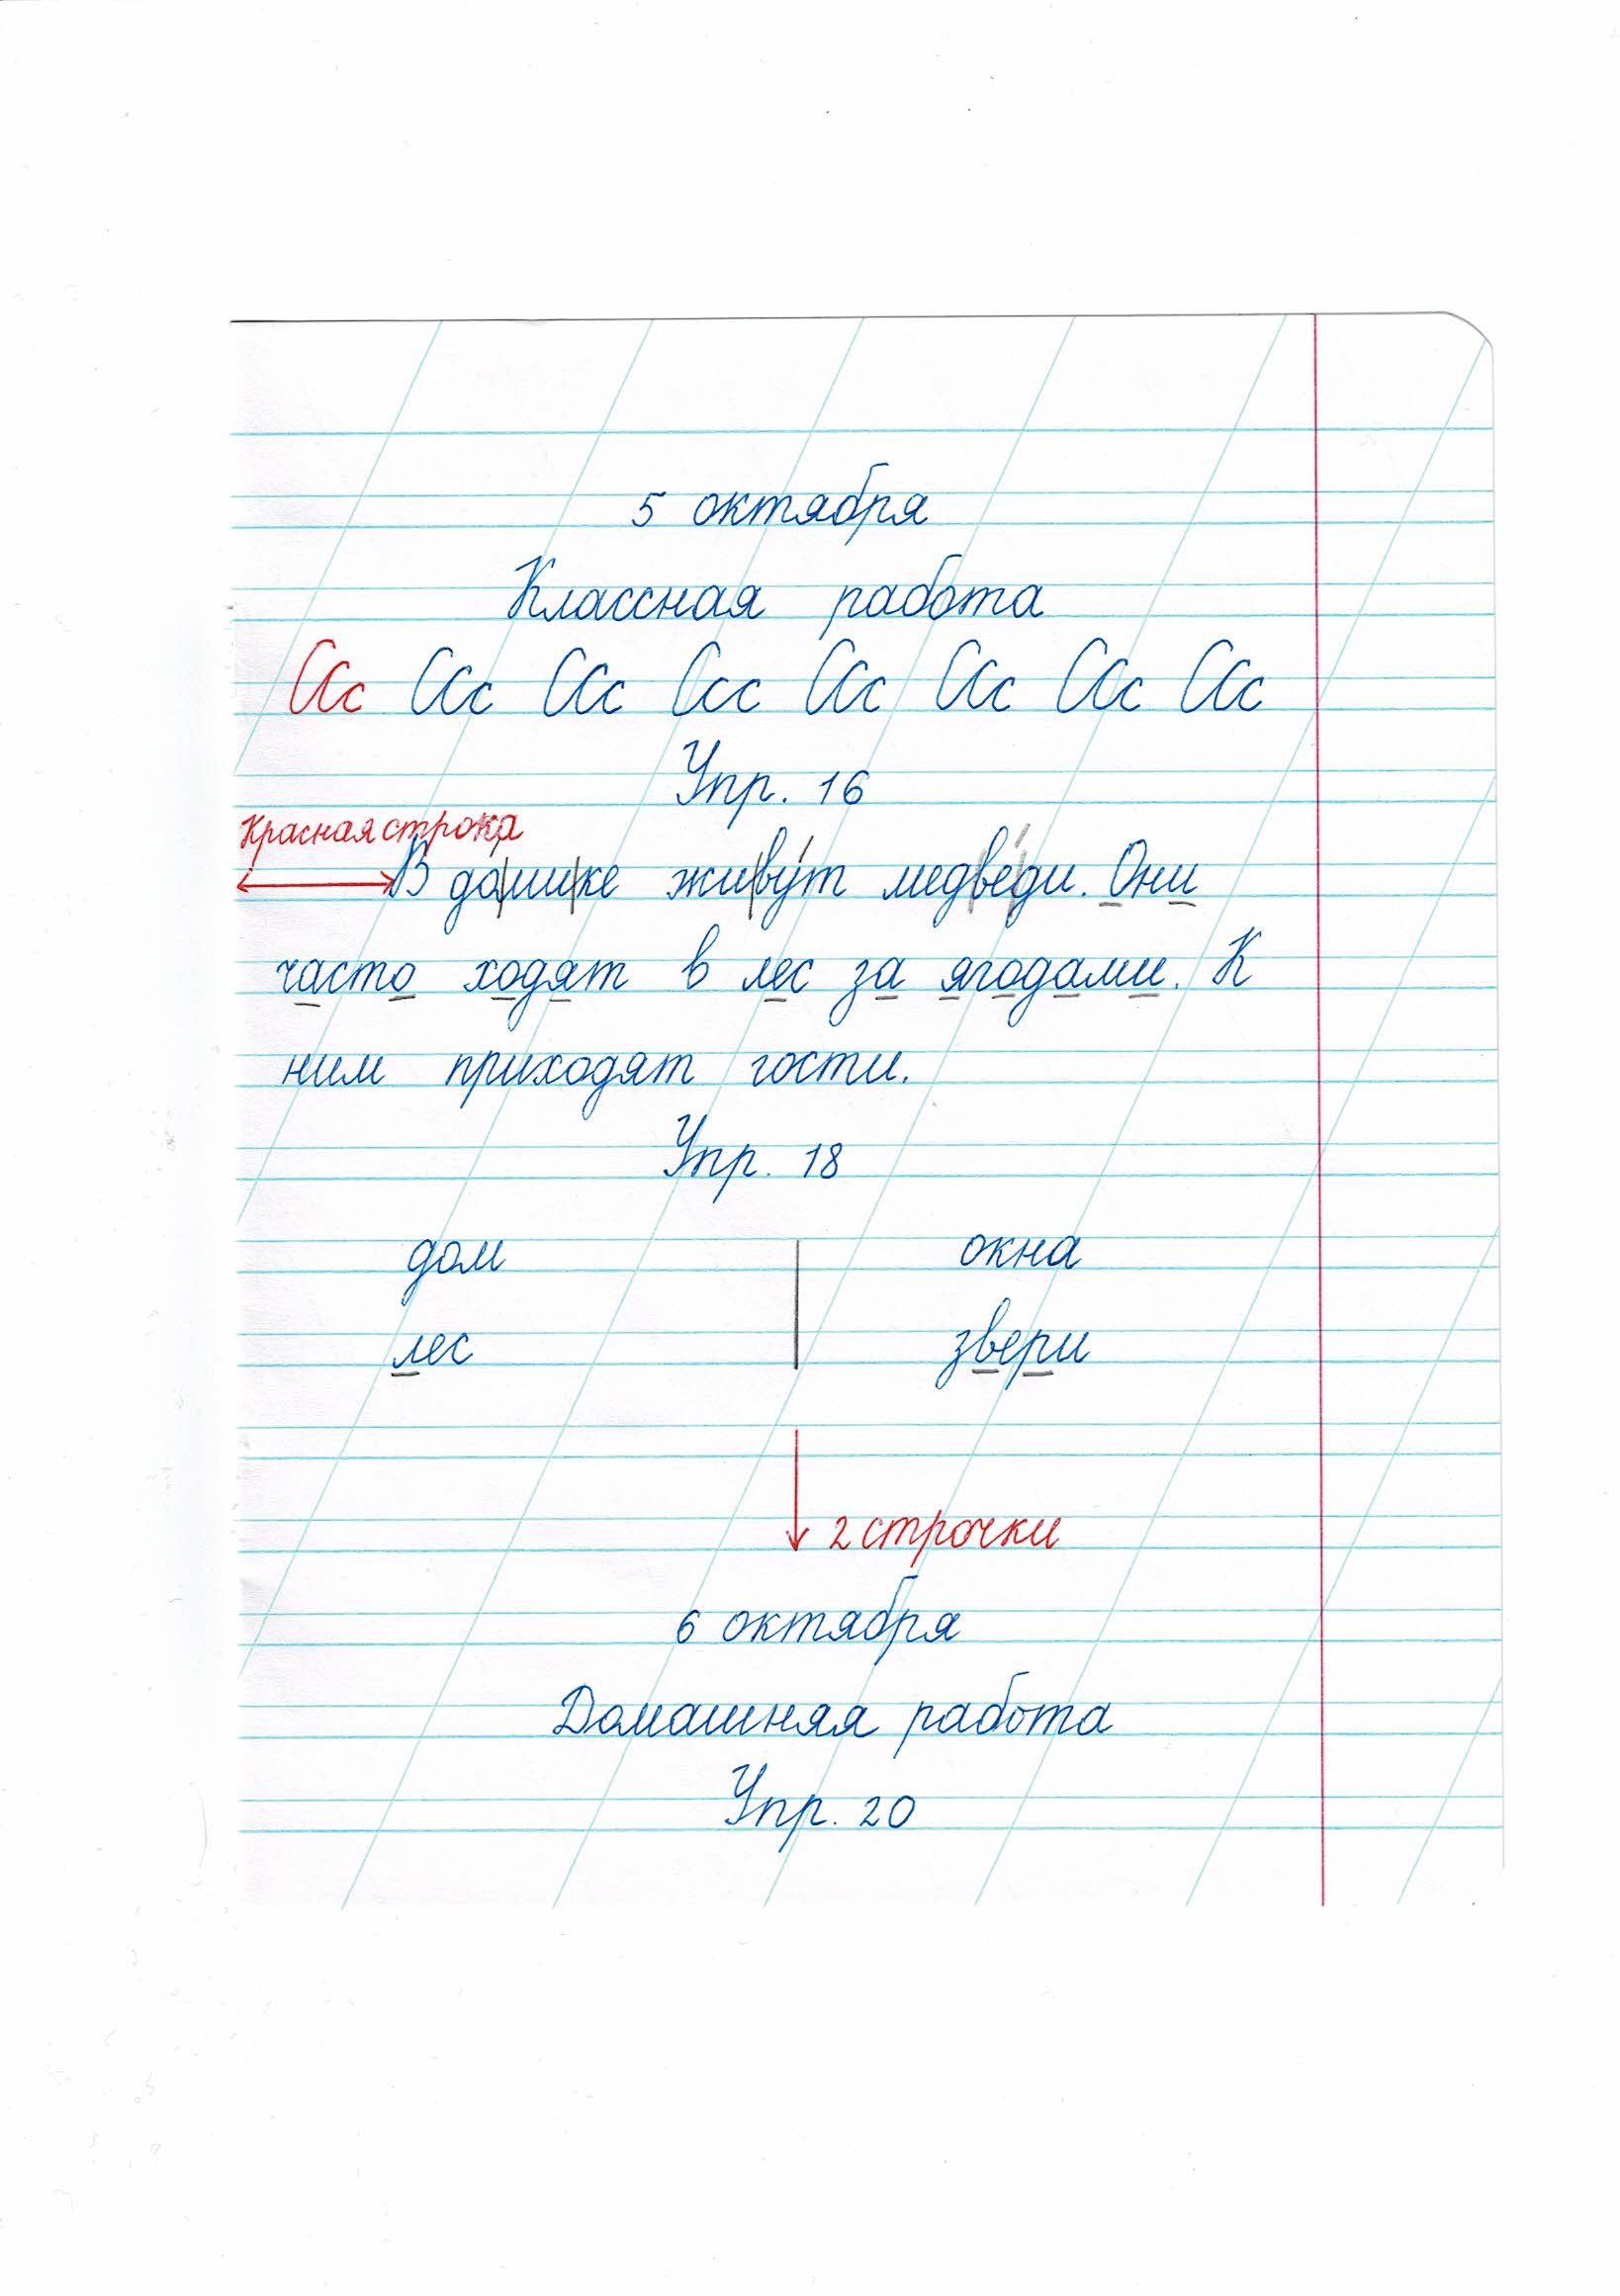 5 октября
Классная работа
Сс Сс Сс Ссс Сс Сс Сс Сс
Упр. 16
Красная строка
В домике живут медведи. Они
часто ходят в лес за ягодами. К
ним приходят гости.
Упр. 18
дом окна
лес звери
2 строчки
6 октября
Домашняя работа
Упр. 20